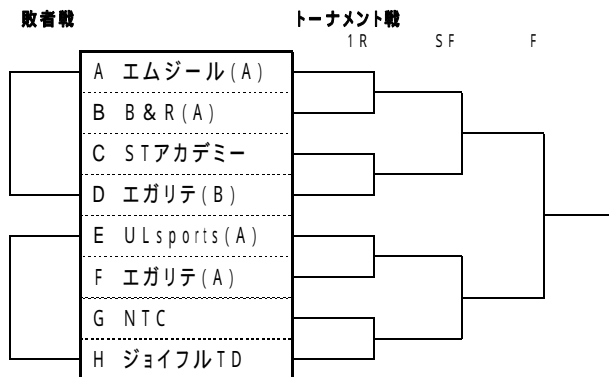 敗者戦 トーナメント戦
1R SF F
A エムジール(A)
B B&R(A)
C STアカデミー
D エガリテ(B)
E ULsports(A)
F エガリテ(A)
G NTC
H ジョイフルTD